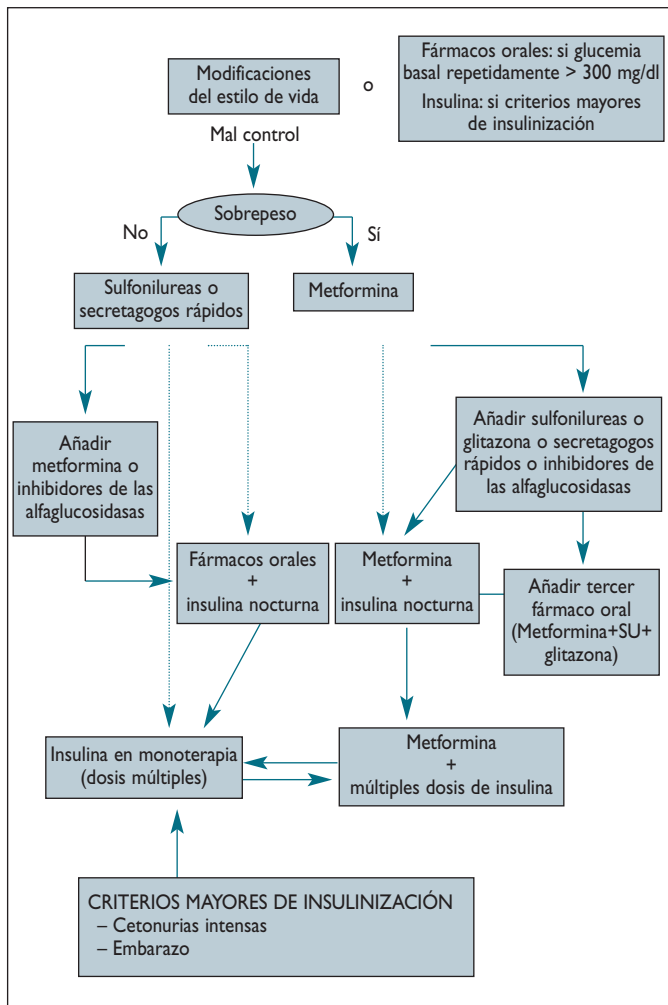 Modificaciones
del estilo de vida
o
Fármacos orales: si glucemia
basal repetidamente > 300 mg/dl
Insulina: si criterios mayores
de insulinización
Mal control
Sobrepeso
No
Sí
Sulfonilureas o
secretagogos rápidos
Metformina
Añadir
metformina o
inhibidores de las
alfaglucosidasas
Añadir sulfonilureas o
glitazona o secretagogos
rápidos o inhibidores de
las alfaglucosidasas
Fármacos orales
+
insulina nocturna
Metformina
+
insulina nocturna
Añadir tercer
fármaco oral
(Metformina+SU+
glitazona)
Insulina en monoterapia
(dosis múltiples)
Metformina
+
múltiples dosis de insulina
CRITERIOS MAYORES DE INSULINIZACIÓN
– Cetonurias intensas
– Embarazo